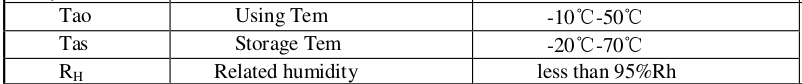 Tao Using Tem -10℃-50℃
Tas Storage Tem -20℃-70℃
RH Related humidity less than 95%Rh